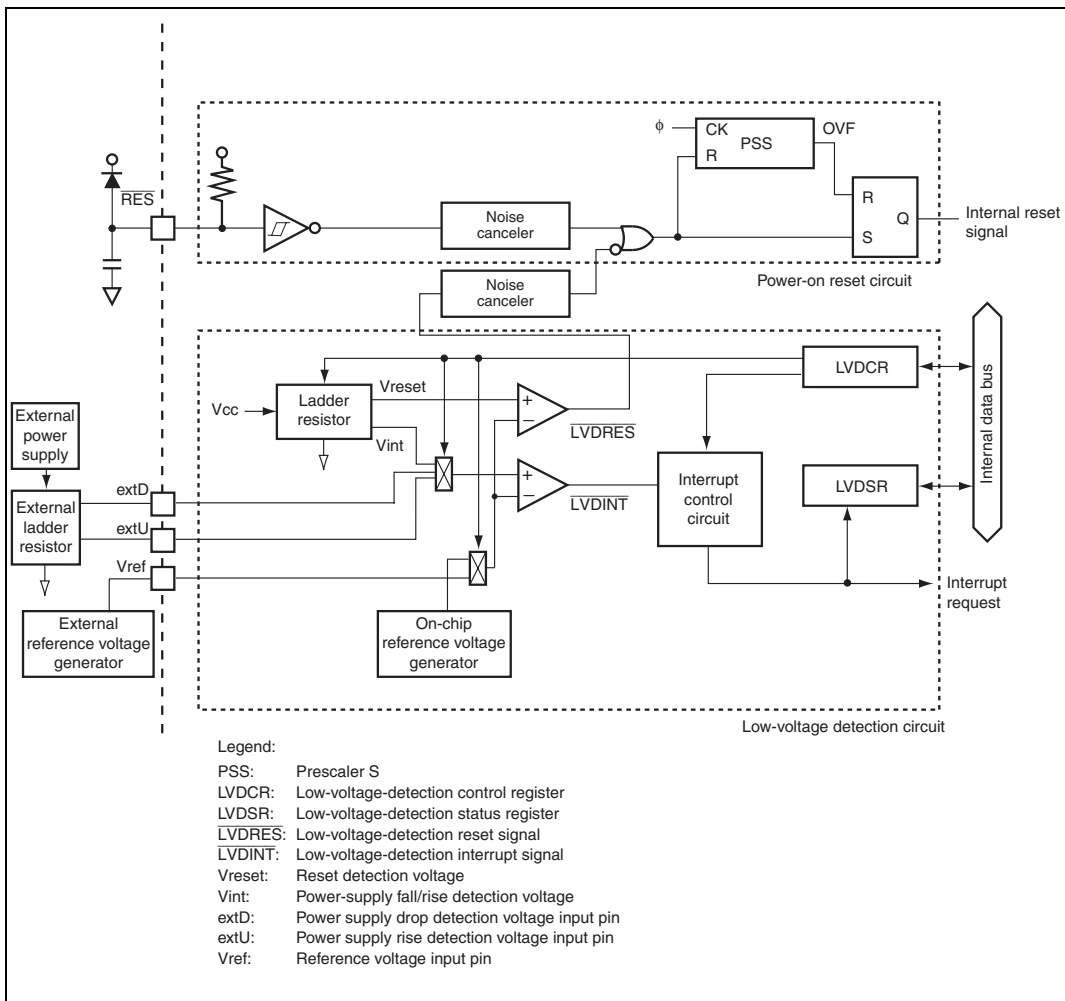 φ
CK
OVF
PSS
R
RES
Noise
canceler
R
Q
S
Internal reset
signal
Power-on reset circuit
Noise
canceler
LVDCR
Vreset
Vcc
Ladder
resistor
+
−
LVDRES
Vint
External
power
supply
Internal data bus
extD
+
−
LVDINT
Interrupt
control
circuit
LVDSR
External
ladder
resistor
extU
Vref
Interrupt
request
External
reference voltage
generator
On-chip
reference voltage
generator
Low-voltage detection circuit
Legend:
PSS: Prescaler S
LVDCR: Low-voltage-detection control register
LVDSR: Low-voltage-detection status register
LVDRES: Low-voltage-detection reset signal
LVDINT: Low-voltage-detection interrupt signal
Vreset: Reset detection voltage
Vint: Power-supply fall/rise detection voltage
extD: Power supply drop detection voltage input pin
extU: Power supply rise detection voltage input pin
Vref: Reference voltage input pin